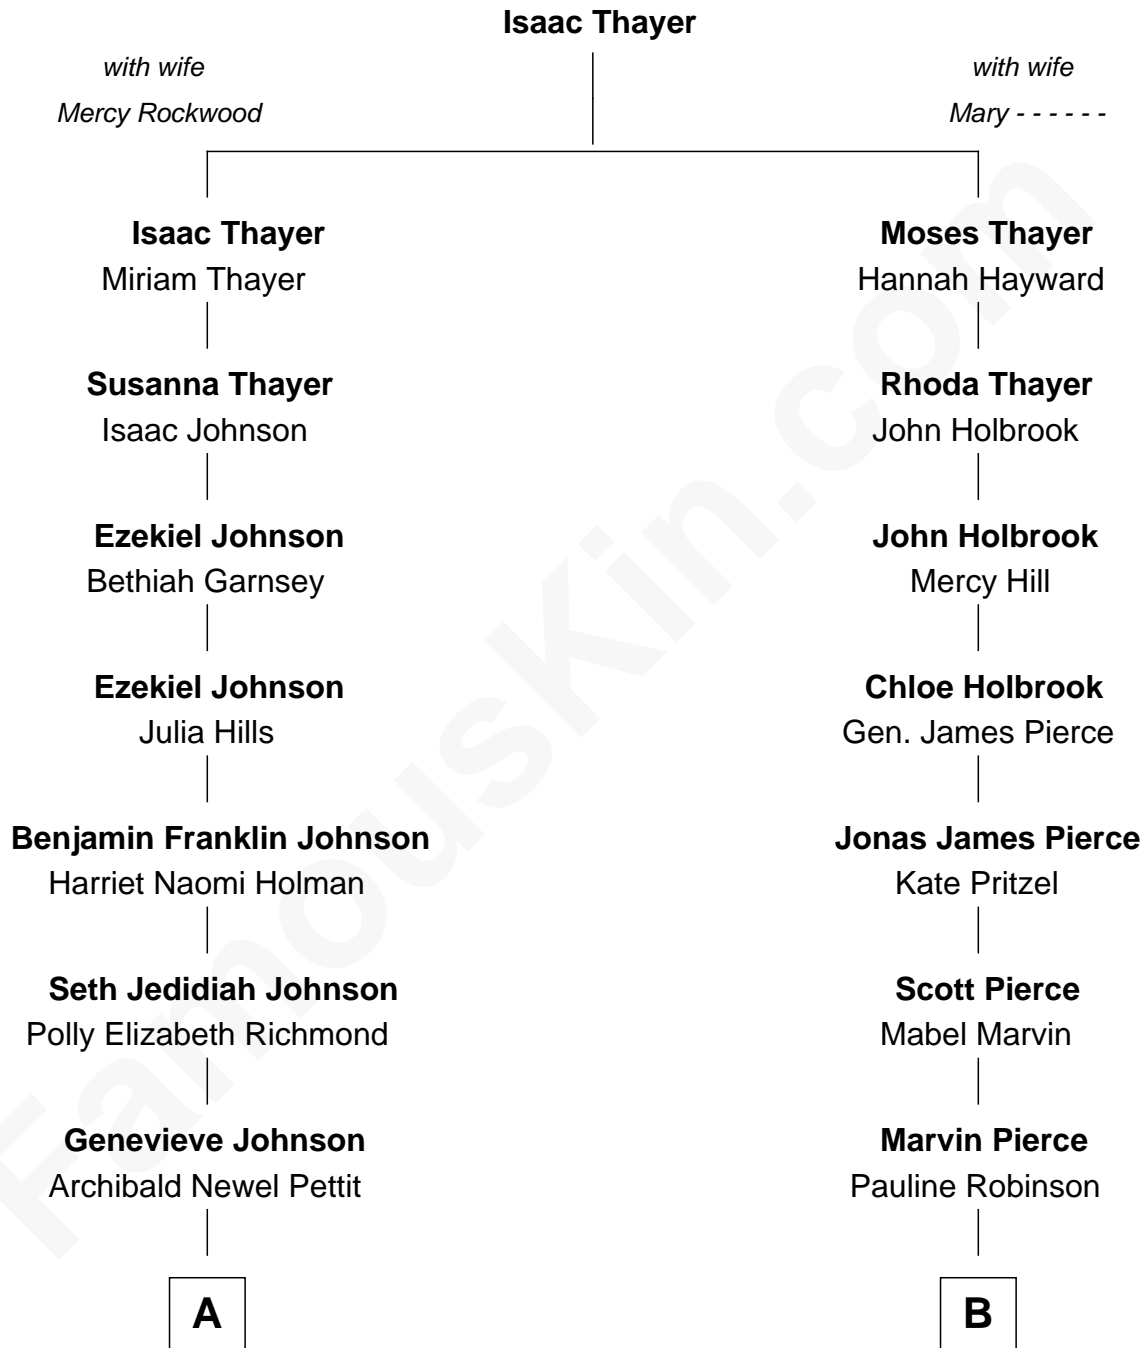 Isaac Thayer
with wife
Mercy Rockwood
with wife
Mary - - - - - -
Isaac Thayer
Miriam Thayer
Moses Thayer
Hannah Hayward
Susanna Thayer
Isaac Johnson
Rhoda Thayer
John Holbrook
Ezekiel Johnson
Bethiah Garnsey
John Holbrook
Mercy Hill
Ezekiel Johnson
Julia Hills
Chloe Holbrook
Gen. James Pierce
Benjamin Franklin Johnson
Harriet Naomi Holman
Jonas James Pierce
Kate Pritzel
Seth Jedidiah Johnson
Polly Elizabeth Richmond
Scott Pierce
Mabel Marvin
Genevieve Johnson
Archibald Newel Pettit
Marvin Pierce
Pauline Robinson
A
B
FamousKin.com